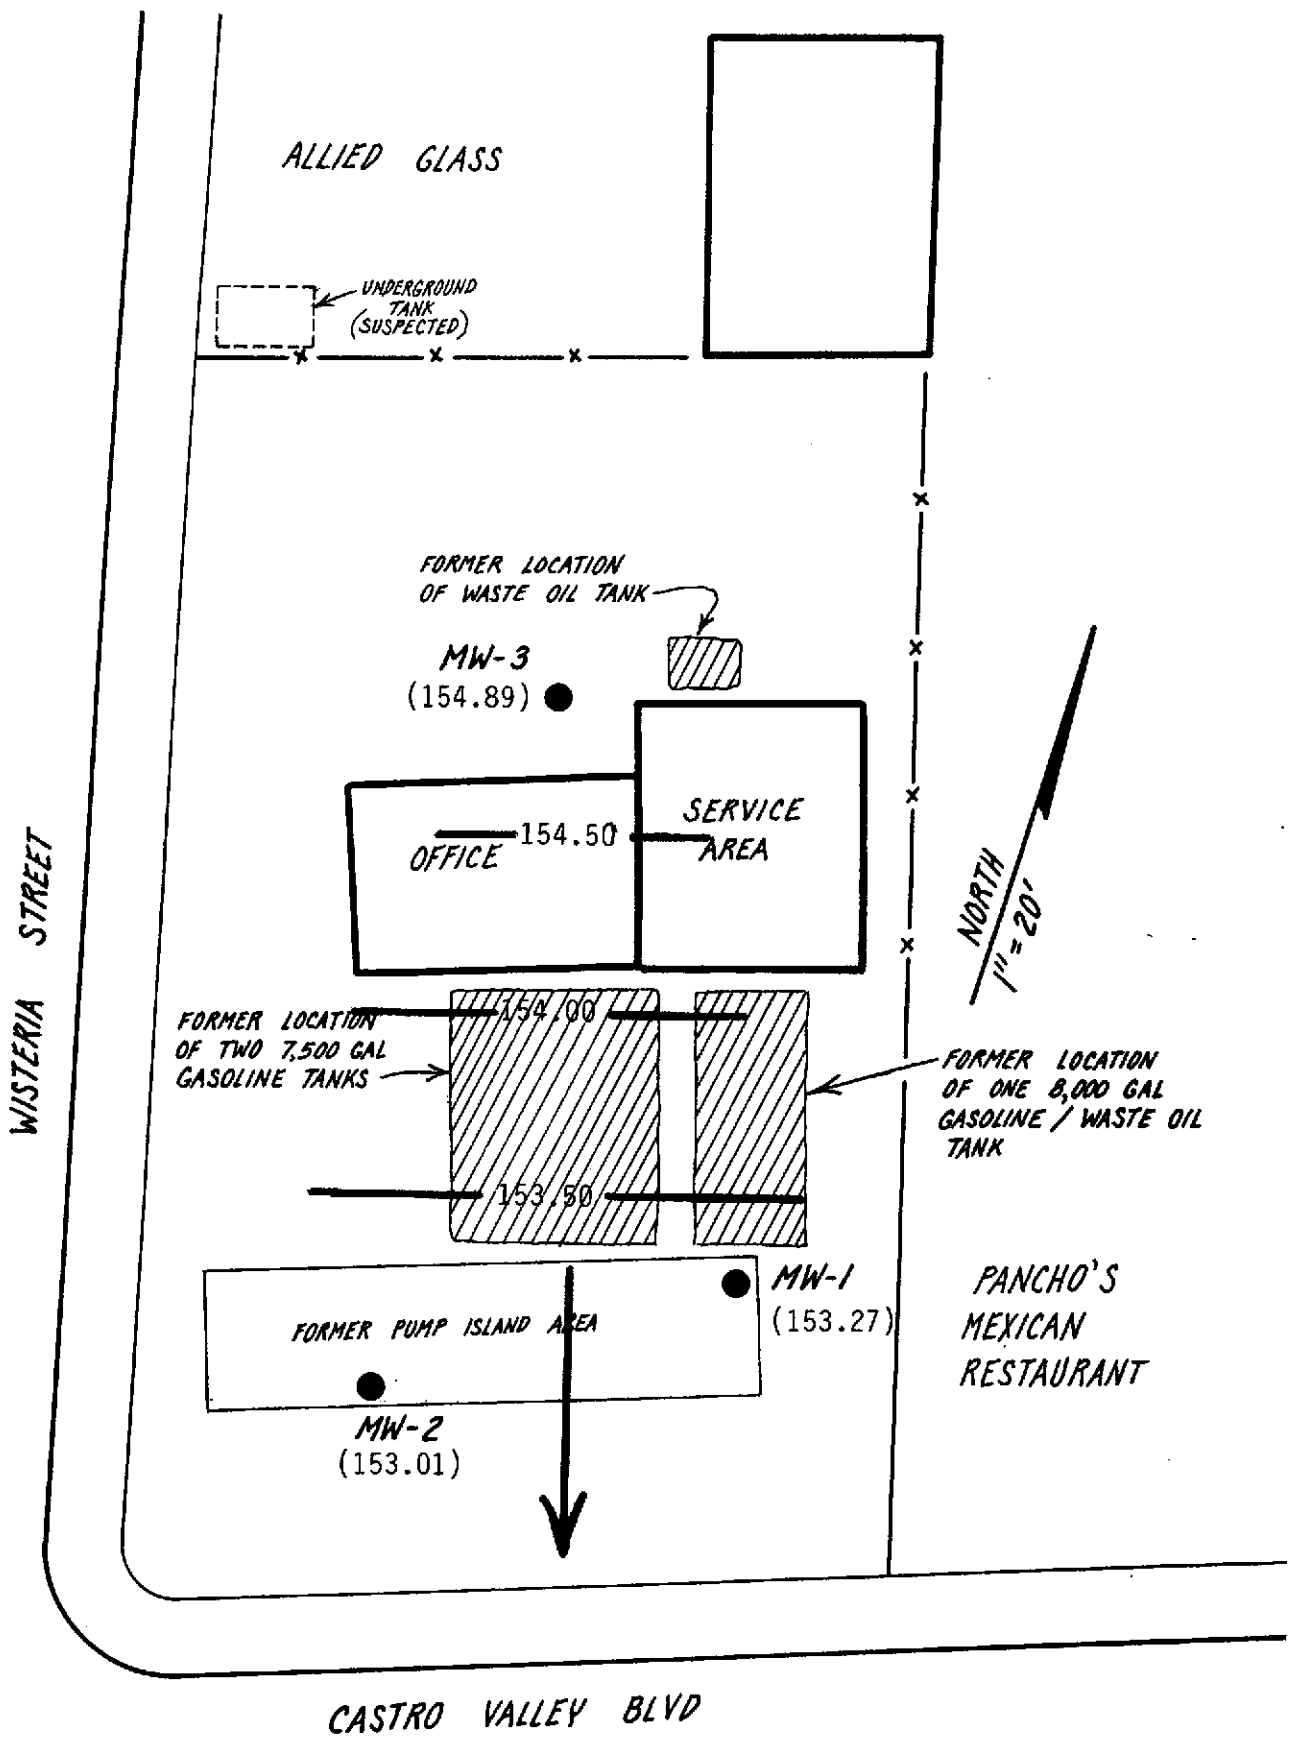 ALLIED GLASS
UNDERGROUND
TANK
(SUSPECTED)
FORMER LOCATION
OF WASTE OIL TANK
MW-3
(154.89)
SERVICE
AREA
154.50
OFFICE
NORTH
1" = 20'
WISTERIA STREET
154.00
FORMER LOCATION
OF TWO 7,500 GAL
GASOLINE TANKS
FORMER LOCATION
OF ONE 8,000 GAL
GASOLINE / WASTE OIL
TANK
153.50
MW-1
(153.27)
FORMER PUMP ISLAND AREA
MW-2
(153.01)
PANCHO'S
MEXICAN
RESTAURANT
CASTRO VALLEY BLVD